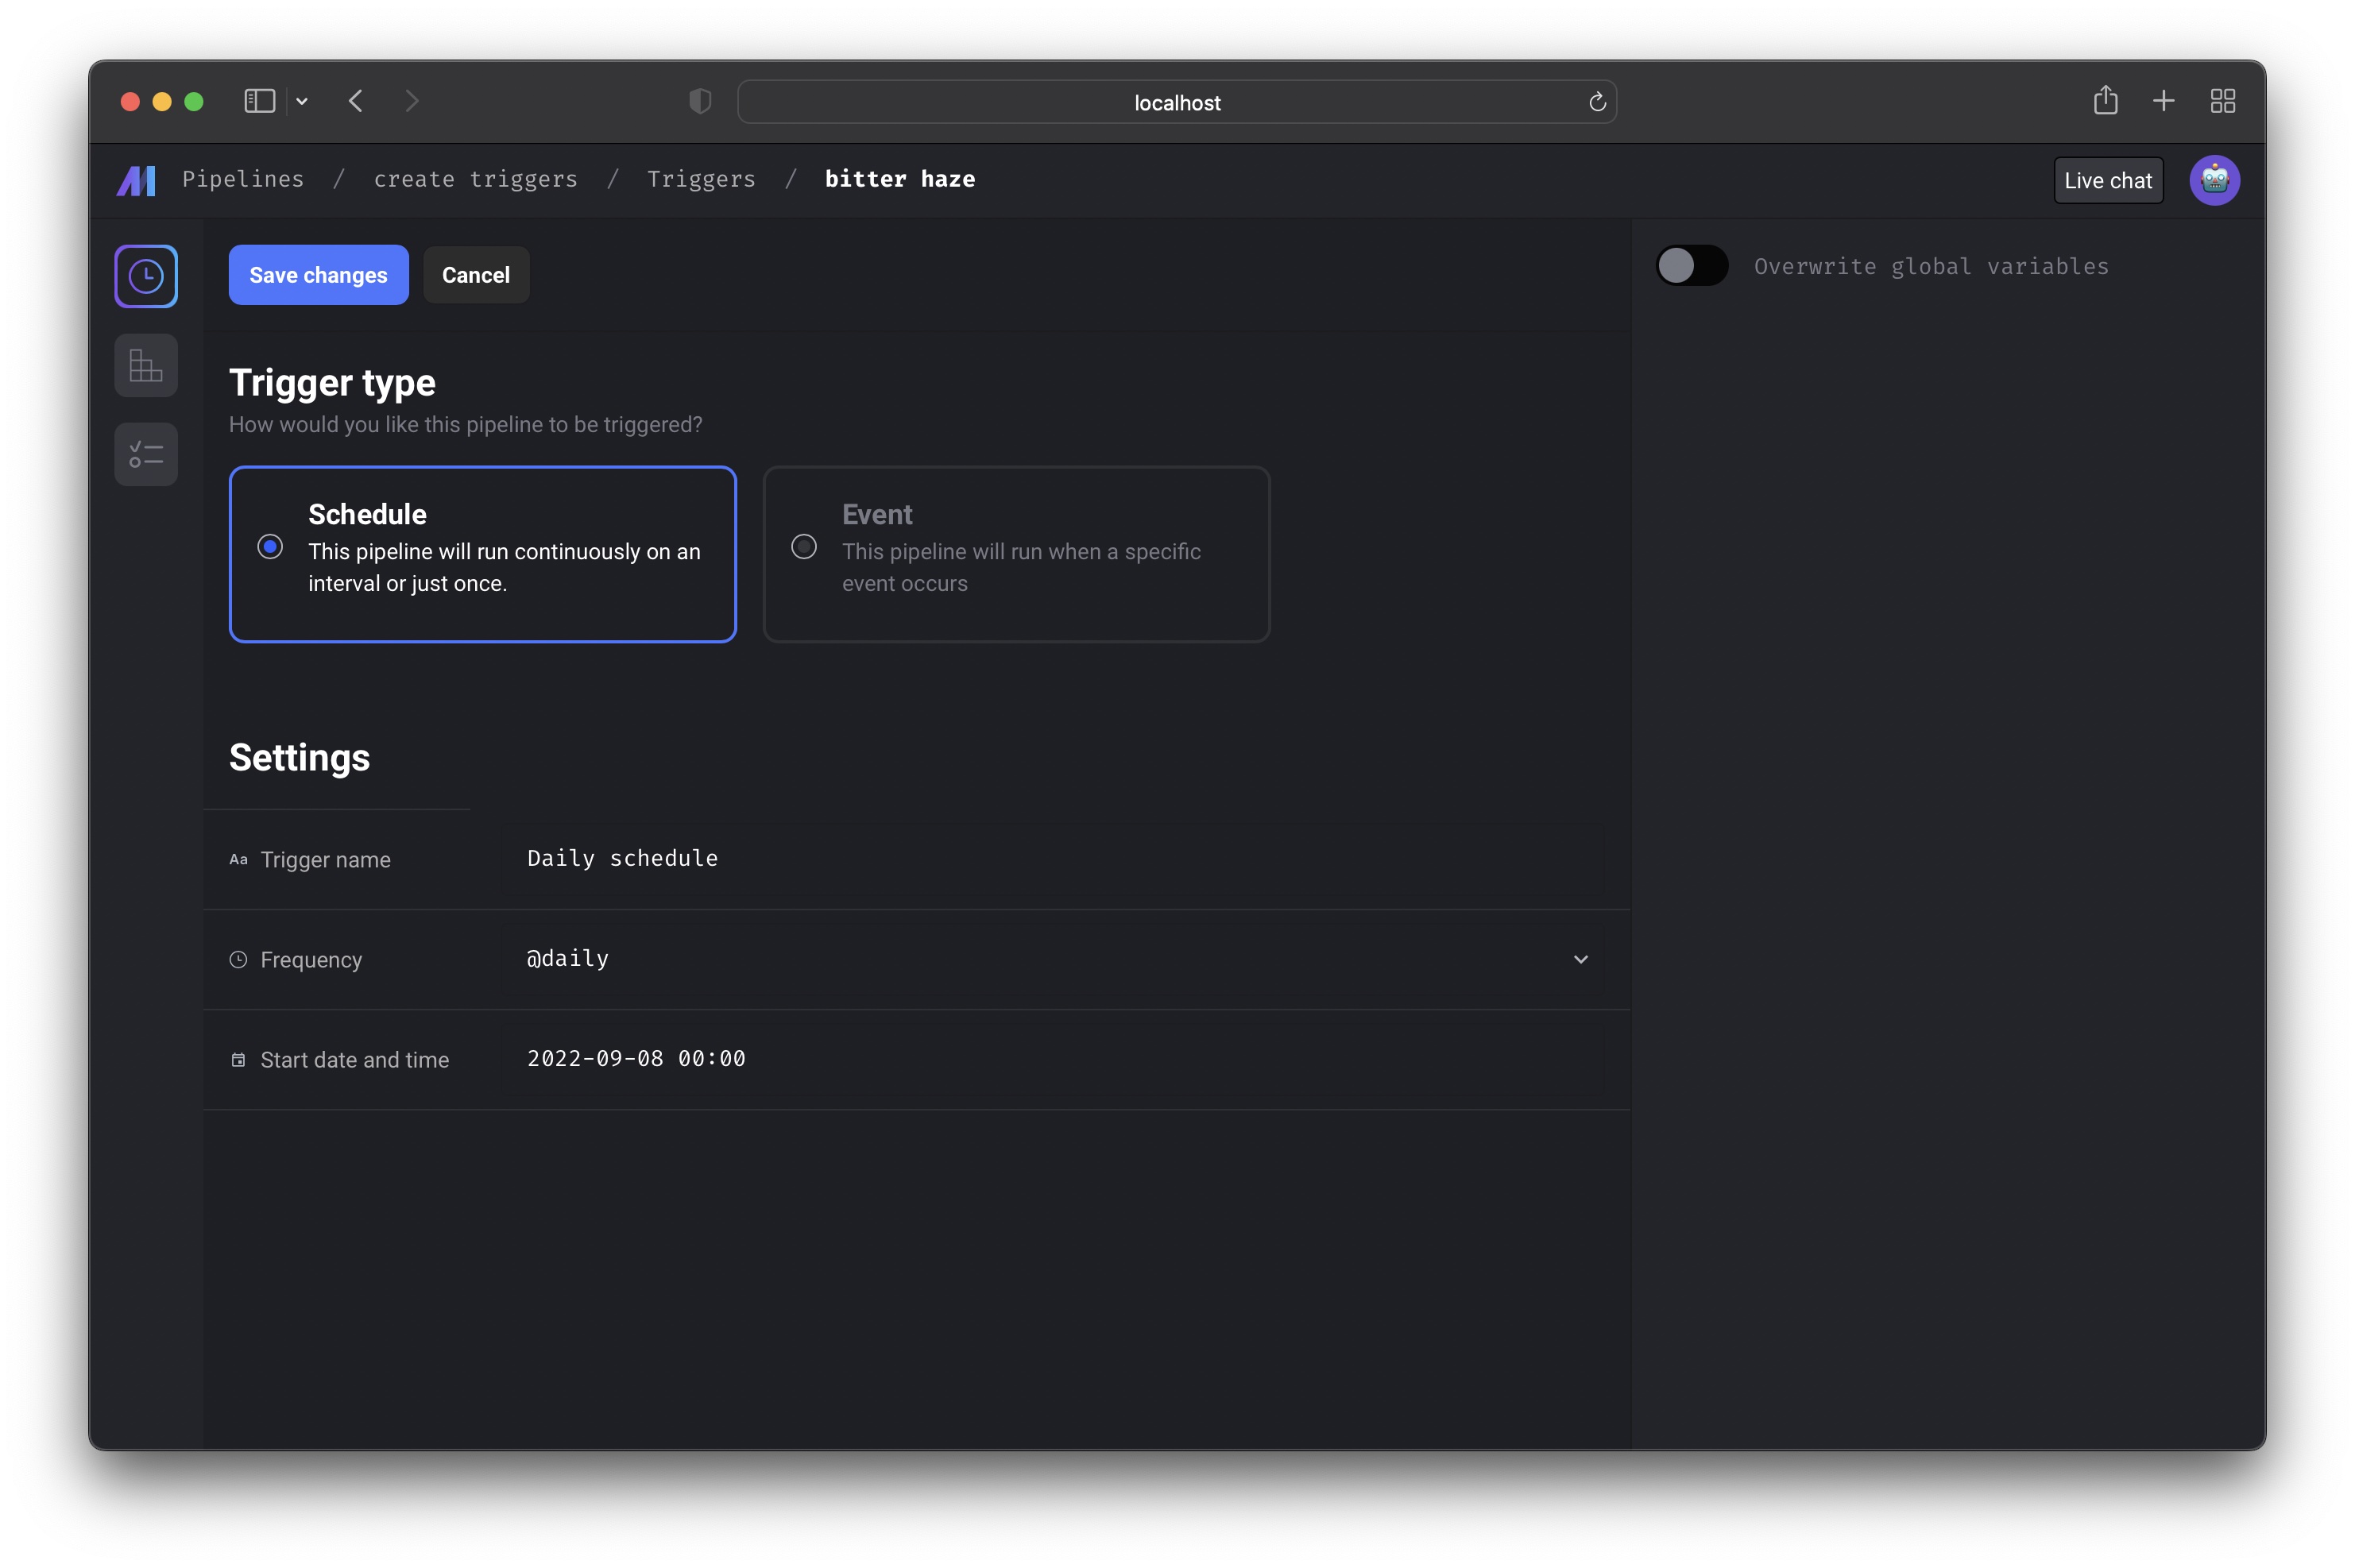 localhost
Pipelines / create triggers / Triggers / bitter haze
Live chat
Save changes
Cancel
Overwrite global variables
Trigger type
How would you like this pipeline to be triggered?
Schedule
This pipeline will run continuously on an
interval or just once.
Event
This pipeline will run when a specific
event occurs
Settings
Aa Trigger name Daily schedule
Frequency @daily
Start date and time 2022-09-08 00:00